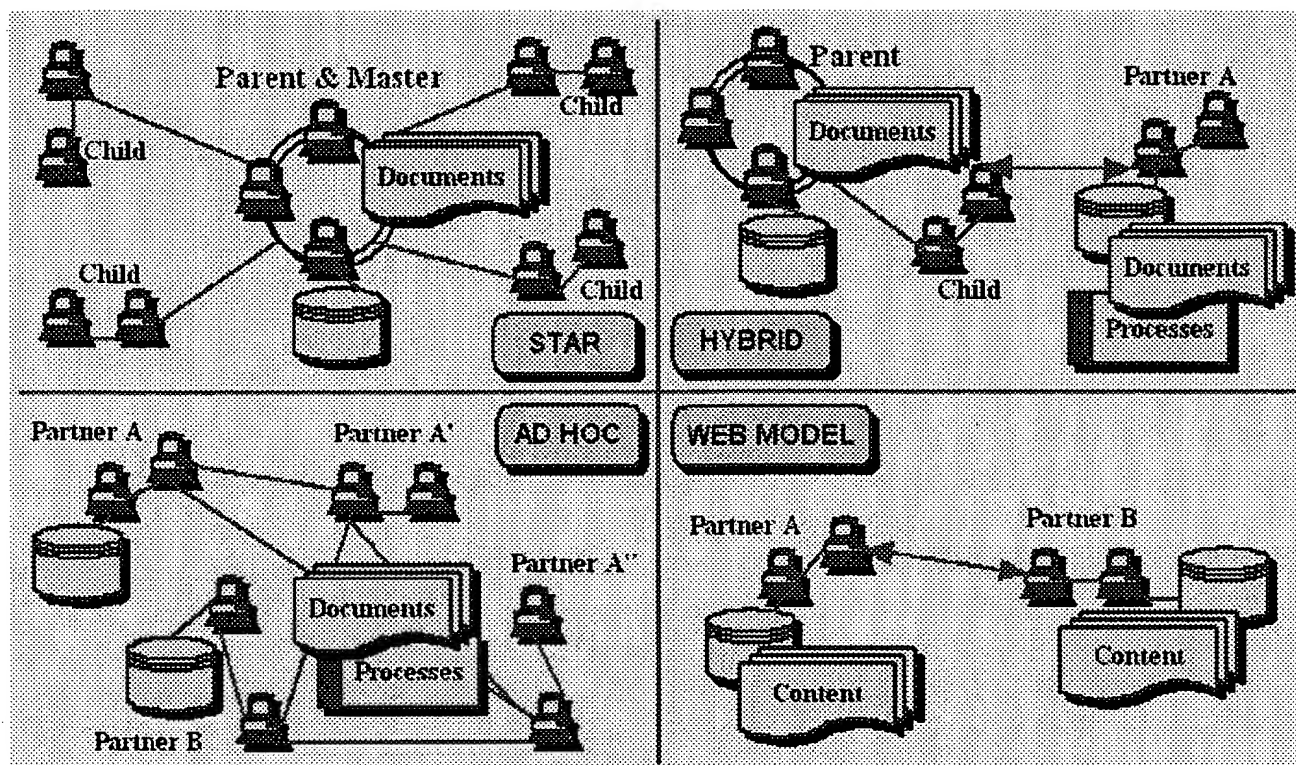 Parent & Master
Child
Child
Documents
Child
Child
STAR
Parent
Partner A
Documents
Child
Documents
Processes
HYBRID
AD HOC
Partner A
Partner A'
Partner A''
Documents
Processes
Partner B
WEB MODEL
Partner A
Partner B
Content
Content